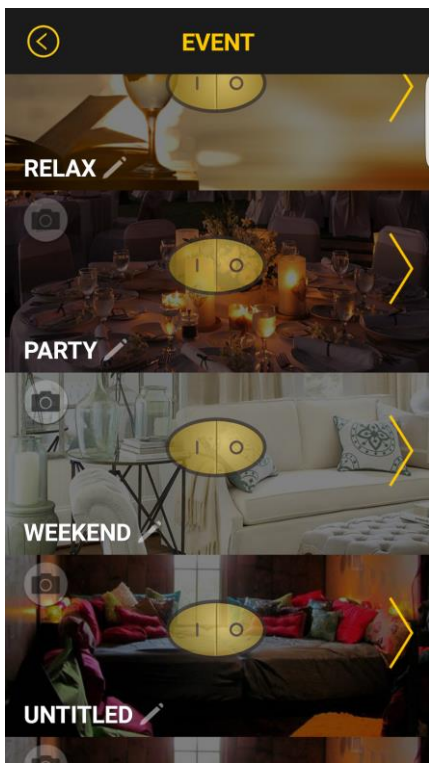 EVENT
I O
RELAX
I O
PARTY
I O
WEEKEND
I O
UNTITLED